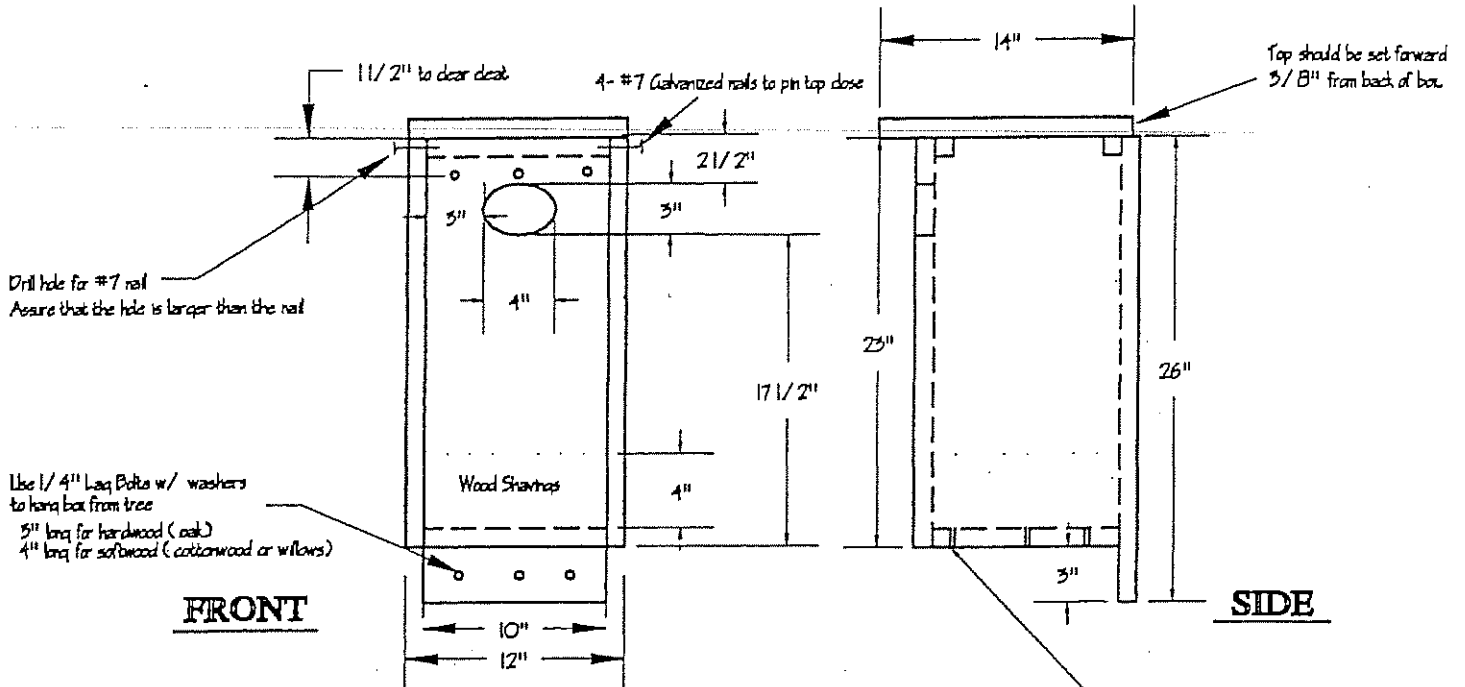 1 1/2" to clear cleat
4- #7 Galvanized nails to pin top close
14"
Top should be set forward
3/8" from back of box
2 1/2"
3"
3"
4"
Drill hole for #7 nail
Assure that the hole is larger than the nail
23"
26"
17 1/2"
Use 1/4" Lag Bolts w/ washers
to hang box from tree
3" long for hardwood (oak)
4" long for softwood (cottonwood or willows)
Wood Shavings
4"
3"
FRONT
SIDE
10"
12"